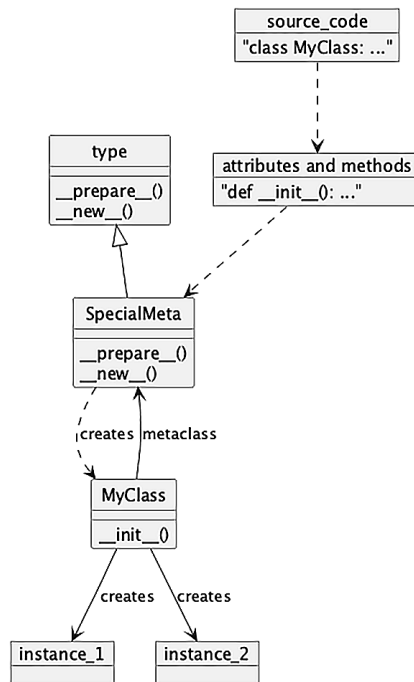 source_code
"class MyClass: ..."
attributes and methods
"def __init__(): ..."
type
__prepare__()
__new__()
SpecialMeta
__prepare__()
__new__()
creates
metaclass
MyClass
__init__()
creates
creates
instance_1
instance_2